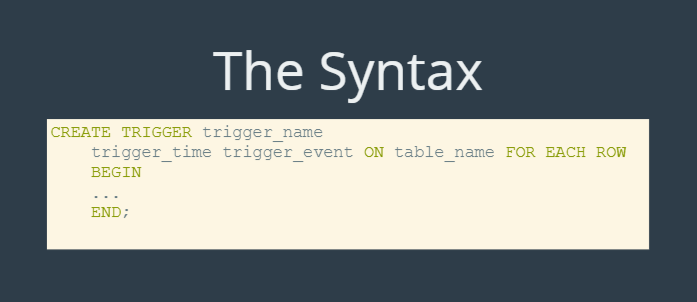 The Syntax
CREATE TRIGGER trigger_name
    trigger_time trigger_event ON table_name FOR EACH ROW
    BEGIN
    ...
    END;